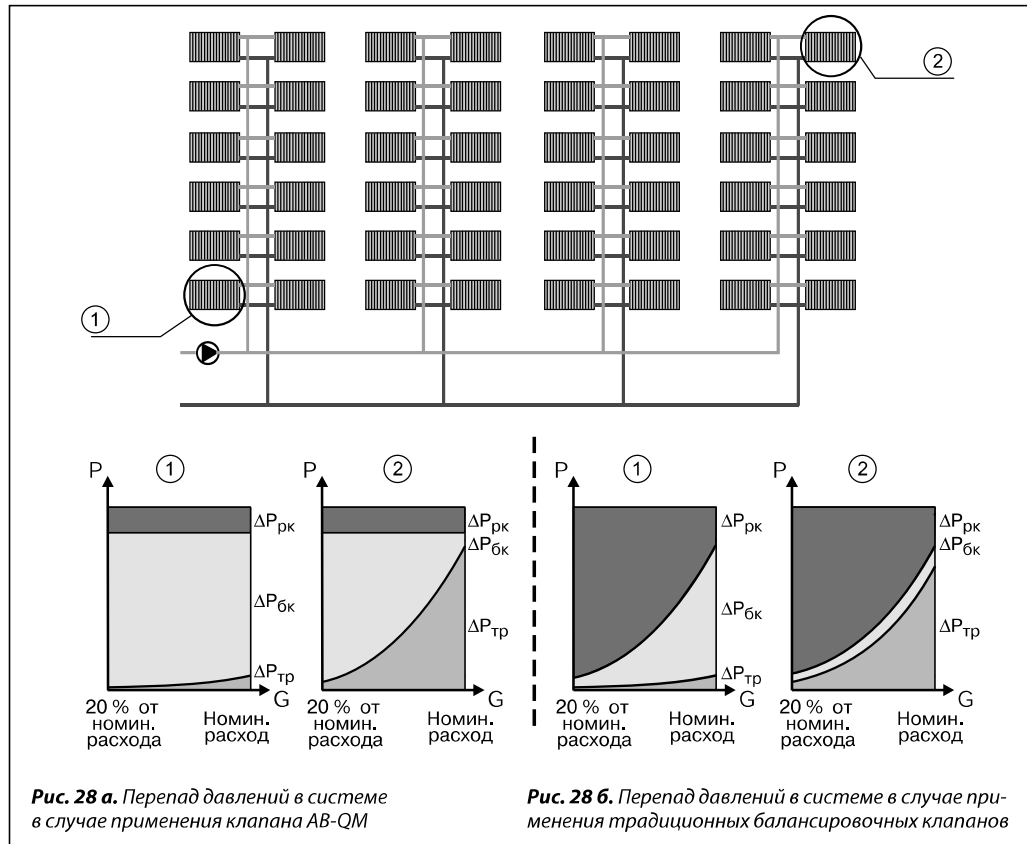 ②
①
P
①
ΔPрк
ΔPбк
ΔPтр
G
20 % от
номин.
расхода
Номин.
расход
P
②
ΔPрк
ΔPбк
ΔPтр
G
20 % от
номин.
расхода
Номин.
расход
P
①
ΔPрк
ΔPбк
ΔPтр
G
20 % от
номин.
расхода
Номин.
расход
P
②
ΔPрк
ΔPбк
ΔPтр
G
20 % от
номин.
расхода
Номин.
расход
Рис. 28 а. Перепад давлений в системе
в случае применения клапана AB-QM
Рис. 28 б. Перепад давлений в системе в случае при-
менения традиционных балансировочных клапанов